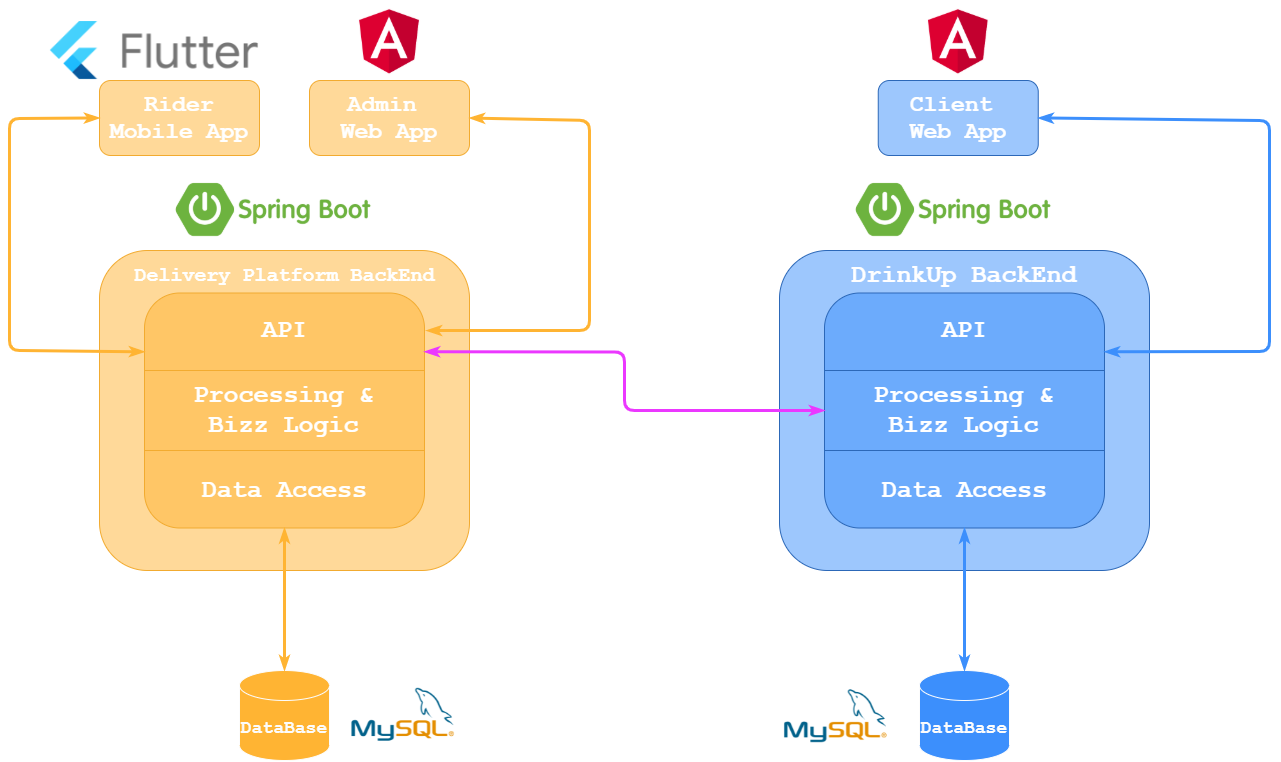 Flutter
Rider
Mobile App
Admin
Web App
Client
Web App
Spring Boot
Spring Boot
Delivery Platform BackEnd
API
Processing &
Bizz Logic
Data Access
DrinkUp BackEnd
API
Processing &
Bizz Logic
Data Access
DataBase
MySQL®
MySQL®
DataBase